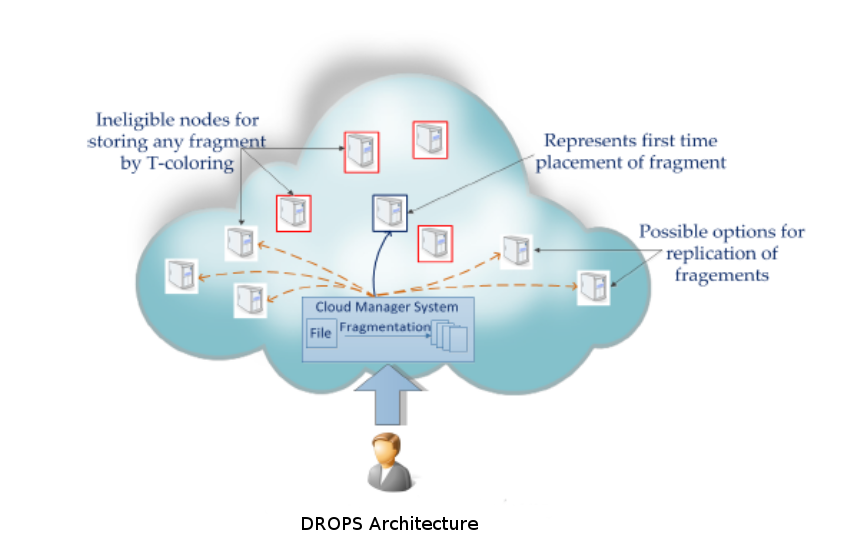 Ineligible nodes for
storing any fragment
by T-coloring
Represents first time
placement of fragment
Possible options for
replication of
fragements
Cloud Manager System
File
Fragmentation
DROPS Architecture